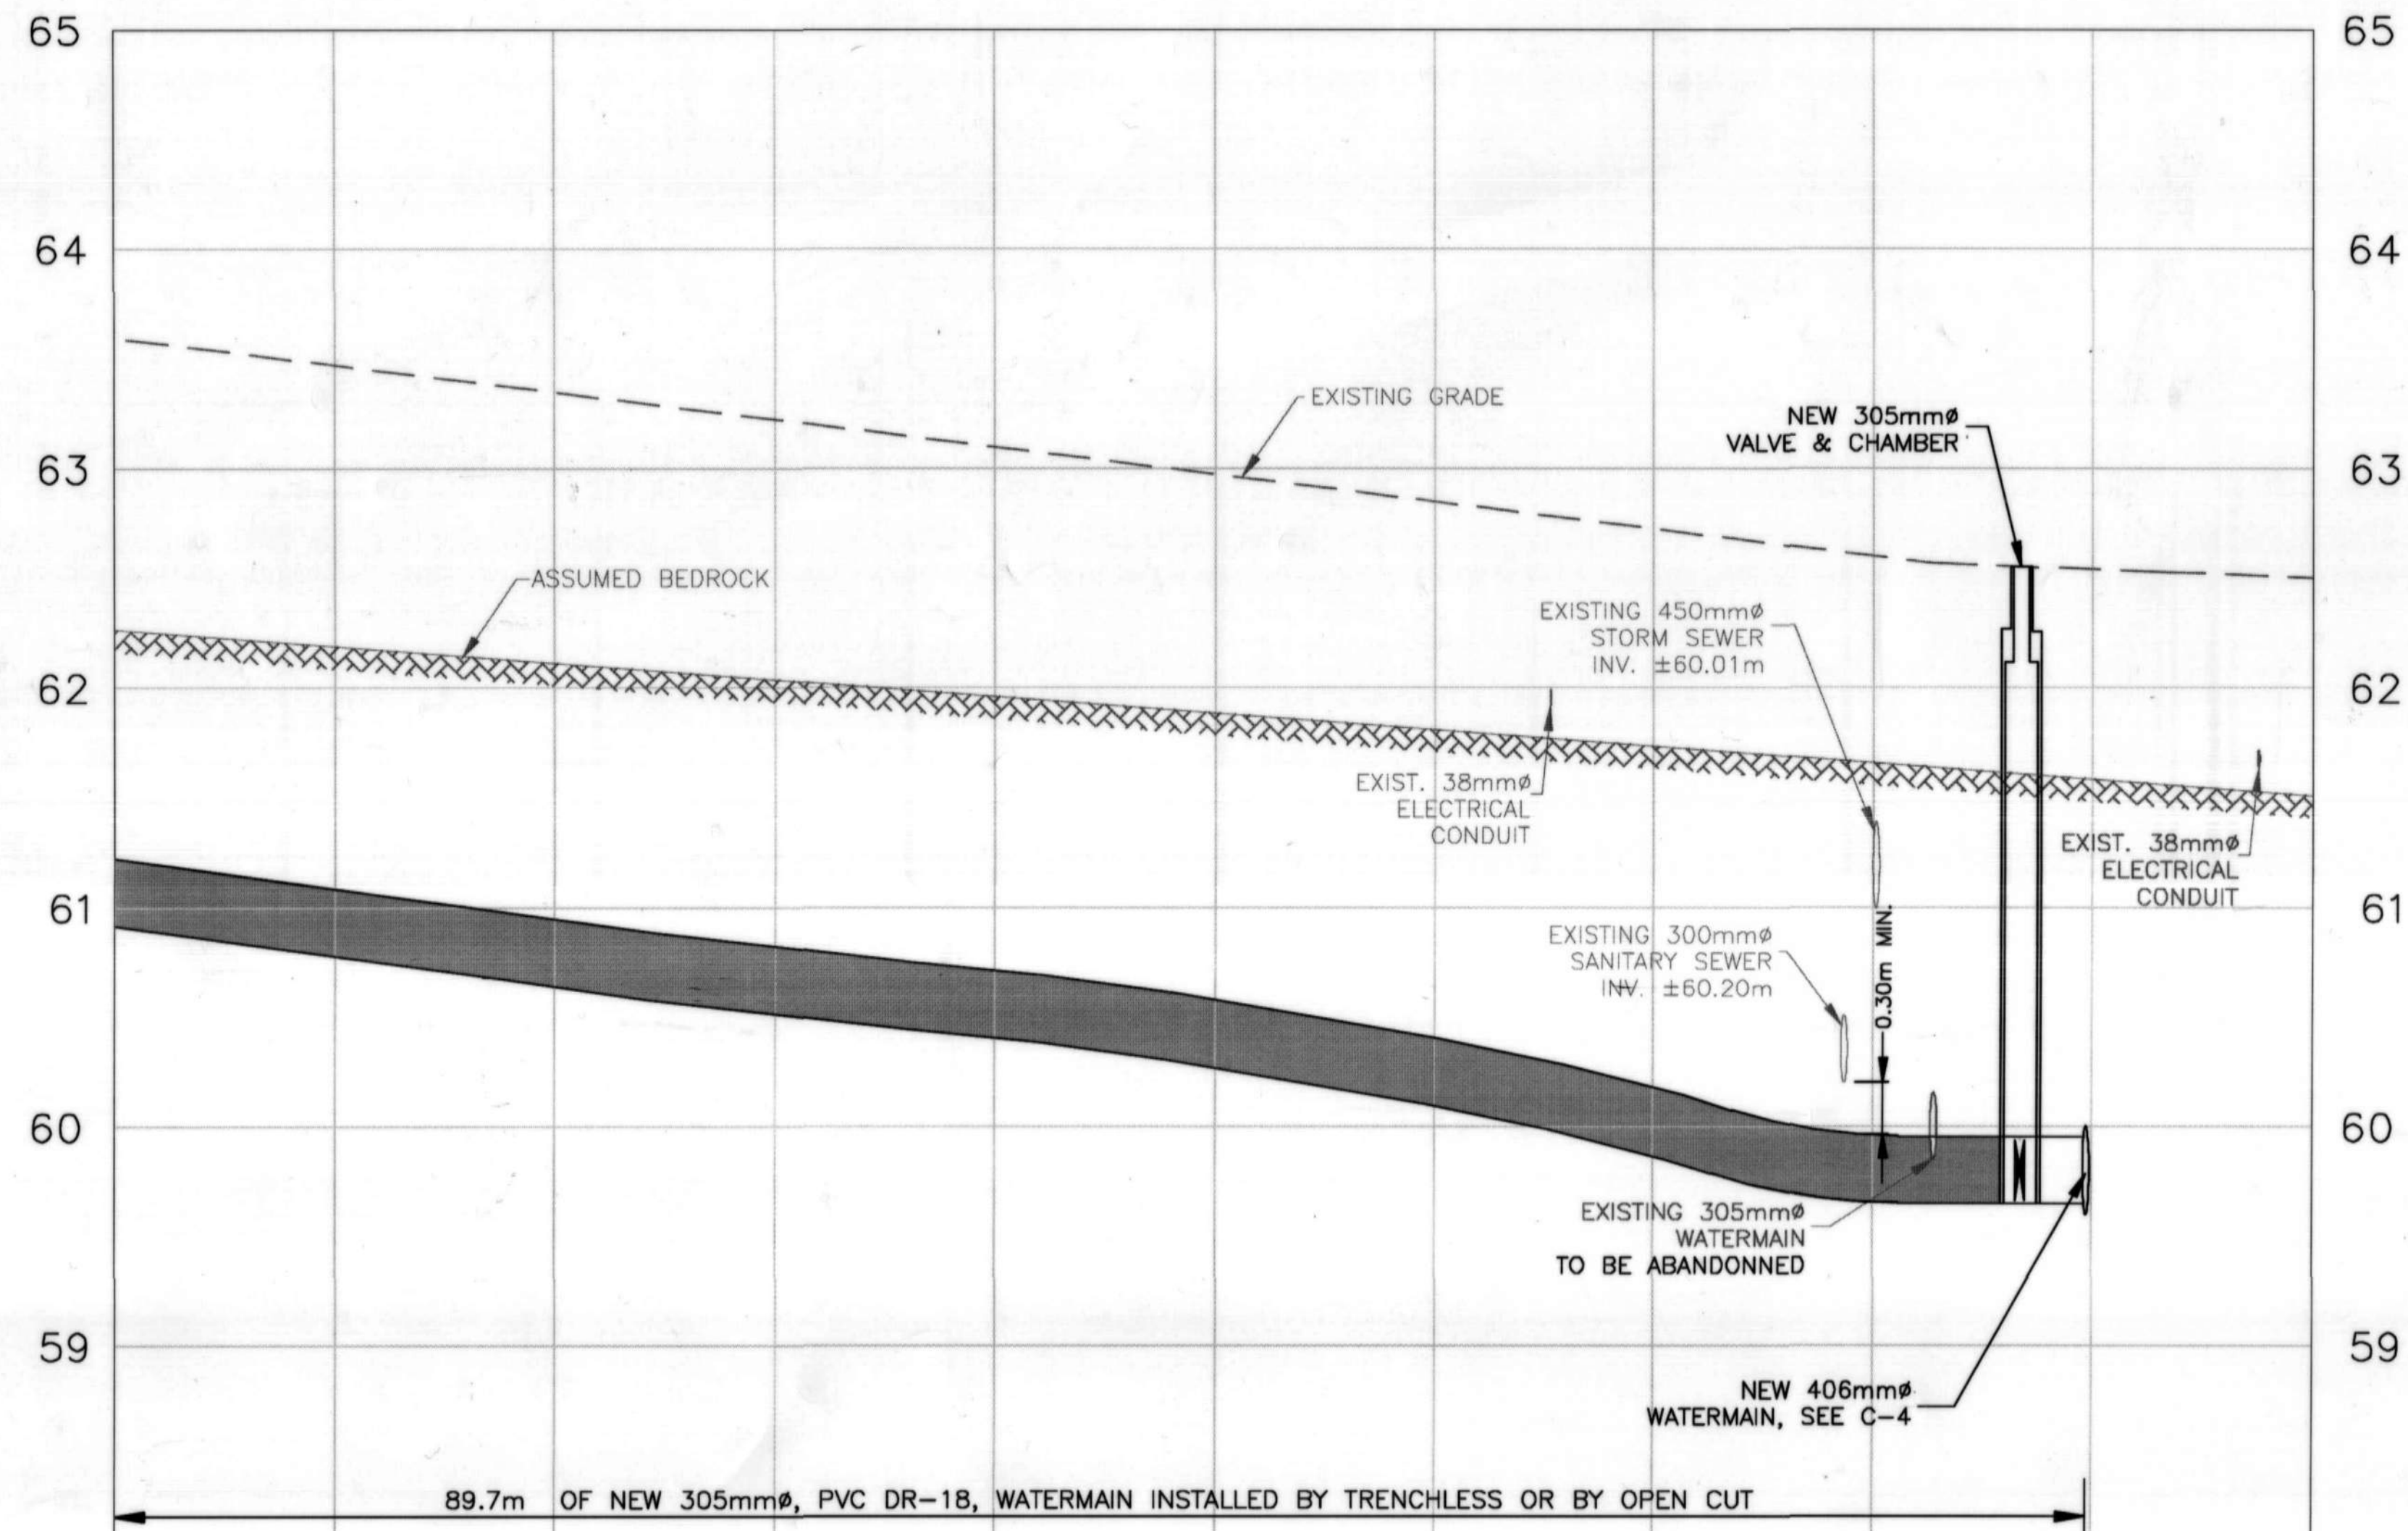 65
65
64
64
EXISTING GRADE
NEW 305mmø
VALVE & CHAMBER
63
63
ASSUMED BEDROCK
EXISTING 450mmø
STORM SEWER
INV. ±60.01m
62
62
EXIST. 38mmø
ELECTRICAL
CONDUIT
EXIST. 38mmø
ELECTRICAL
CONDUIT
61
61
0.30m MIN.
EXISTING 300mmø
SANITARY SEWER
INV. ±60.20m
60
60
EXISTING 305mmø
WATERMAIN
TO BE ABANDONNED
59
59
NEW 406mmø
WATERMAIN, SEE C-4
89.7m OF NEW 305mmø, PVC DR-18, WATERMAIN INSTALLED BY TRENCHLESS OR BY OPEN CUT